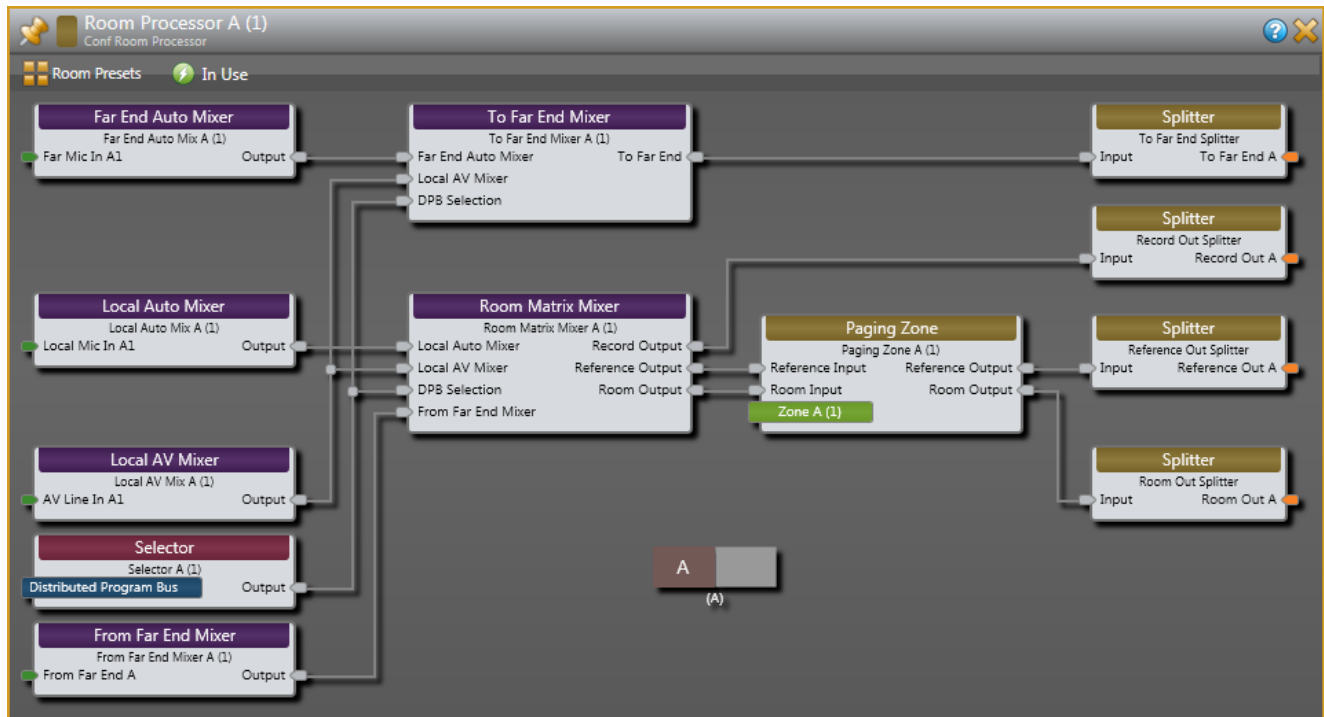 Room Processor A (1)
Conf Room Processor
?
Room Presets
In Use
Far End Auto Mixer
Far End Auto Mix A (1)
Far Mic In A1 Output
To Far End Mixer
To Far End Mixer A (1)
Far End Auto Mixer To Far End
Local AV Mixer
DPB Selection
Splitter
To Far End Splitter
Input To Far End A
Splitter
Record Out Splitter
Input Record Out A
Local Auto Mixer
Local Auto Mix A (1)
Local Mic In A1 Output
Room Matrix Mixer
Room Matrix Mixer A (1)
Local Auto Mixer Record Output
Local AV Mixer Reference Output
DPB Selection Room Output
From Far End Mixer
Paging Zone
Paging Zone A (1)
Reference Input Reference Output
Room Input Room Output
Zone A (1)
Splitter
Reference Out Splitter
Input Reference Out A
Local AV Mixer
Local AV Mix A (1)
AV Line In A1 Output
Splitter
Room Out Splitter
Input Room Out A
Selector
Selector A (1)
Distributed Program Bus Output
A
(A)
From Far End Mixer
From Far End Mixer A (1)
From Far End A Output